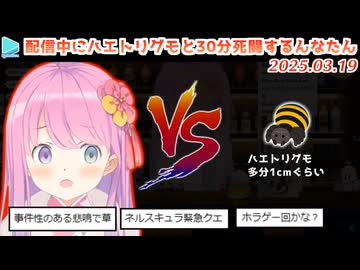 配信中にハエトリグモと30分死闘するんなたん
2025.03.19
VS
ハエトリグモ
多分1cmぐらい
事件性のある悲鳴で草
ネルスキュラ緊急クエ
ホラゲー回かな？